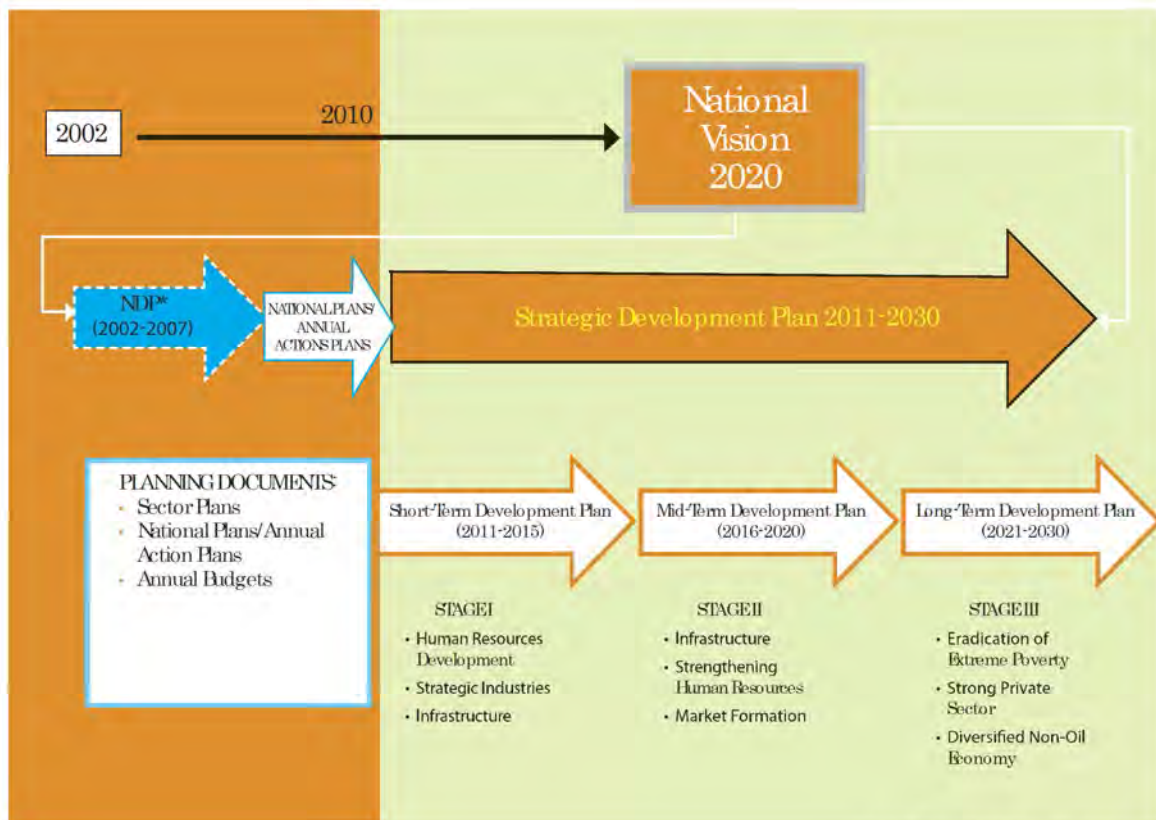 2002
2010
National
Vision
2020
NDP*
(2002-2007)
NATIONAL PLANS/
ANNUAL
ACTIONS PLANS
Strategic Development Plan 2011-2030
PLANNING DOCUMENTS:
• Sector Plans
• National Plans/Annual
Action Plans
• Annual Budgets
Short-Term Development Plan
(2011-2015)
Mid-Term Development Plan
(2016-2020)
Long-Term Development Plan
(2021-2030)
STAGE I
• Human Resources
Development
• Strategic Industries
• Infrastructure
STAGE II
• Infrastructure
• Strengthening
Human Resources
• Market Formation
STAGE III
• Eradication of
Extreme Poverty
• Strong Private
Sector
• Diversified Non-Oil
Economy